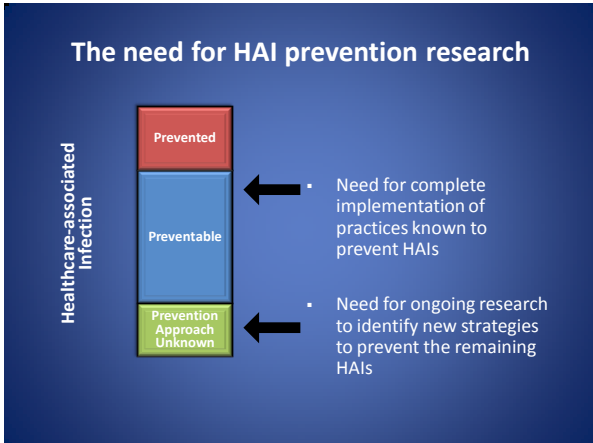 The need for HAI prevention research
Healthcare-associated
Infection
Prevented
Preventable
Prevention
Approach
Unknown
▪ Need for complete
implementation of
practices known to
prevent HAIs
▪ Need for ongoing research
to identify new strategies
to prevent the remaining
HAIs